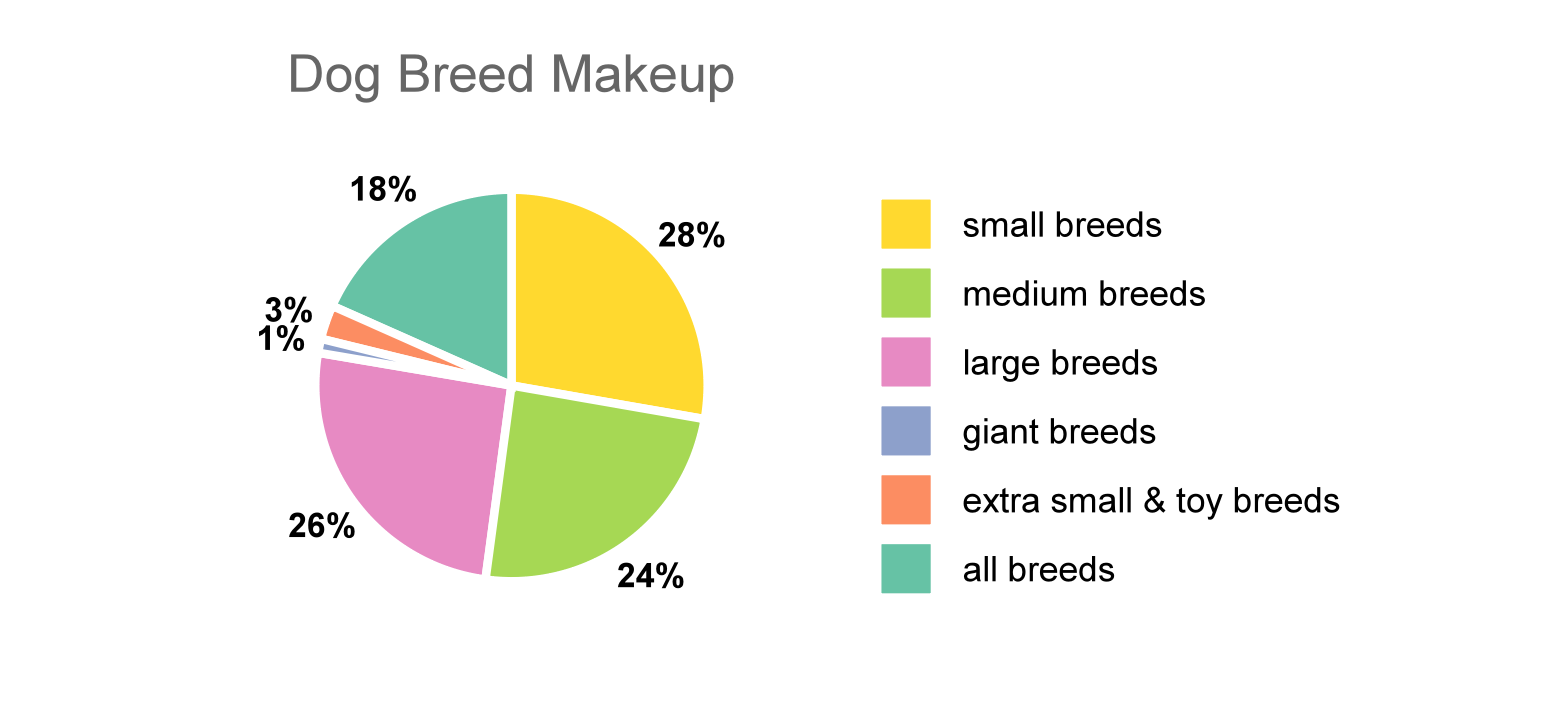 Dog Breed Makeup
18%
28%
3%
1%
26%
24%
small breeds
medium breeds
large breeds
giant breeds
extra small & toy breeds
all breeds